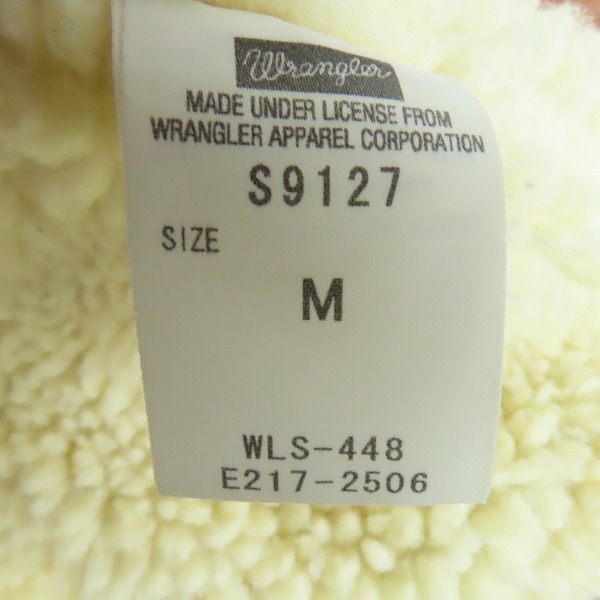 Wrangler
MADE UNDER LICENSE FROM
WRANGLER APPAREL CORPORATION
S9127
SIZE
M
WLS-448
E217-2506